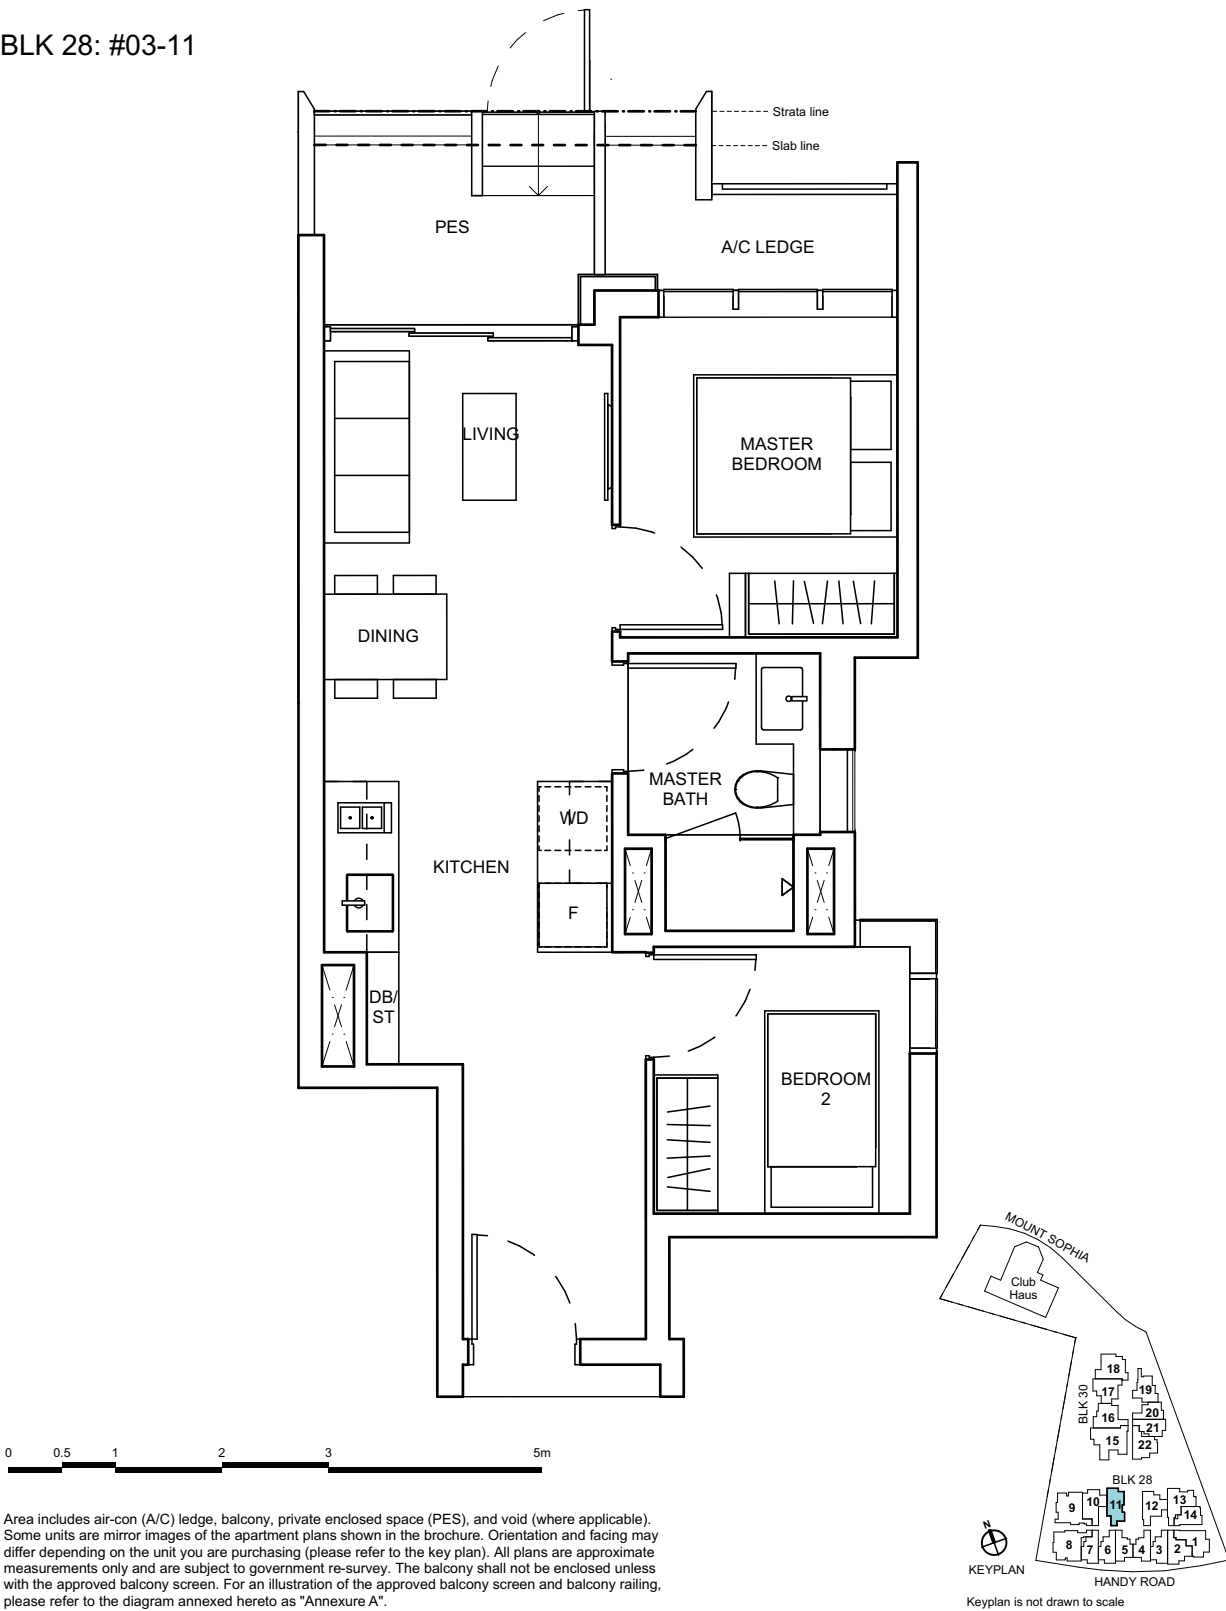 BLK 28: #03-11
Strata line
Slab line
PES
A/C LEDGE
LIVING
MASTER
BEDROOM
DINING
MASTER
BATH
WD
KITCHEN
F
DB/
ST
BEDROOM
2
MOUNT SOPHIA
Club
Haus
BLK 30
18
17
19
16
20
21
15
22
BLK 28
9
10
11
12
13
14
8
7
6
5
4
3
2
1
N
KEYPLAN
HANDY ROAD
Keyplan is not drawn to scale
0 0.5 1 2 3 5m
Area includes air-con (A/C) ledge, balcony, private enclosed space (PES), and void (where applicable).
Some units are mirror images of the apartment plans shown in the brochure. Orientation and facing may
differ depending on the unit you are purchasing (please refer to the key plan). All plans are approximate
measurements only and are subject to government re-survey. The balcony shall not be enclosed unless
with the approved balcony screen. For an illustration of the approved balcony screen and balcony railing,
please refer to the diagram annexed hereto as "Annexure A".